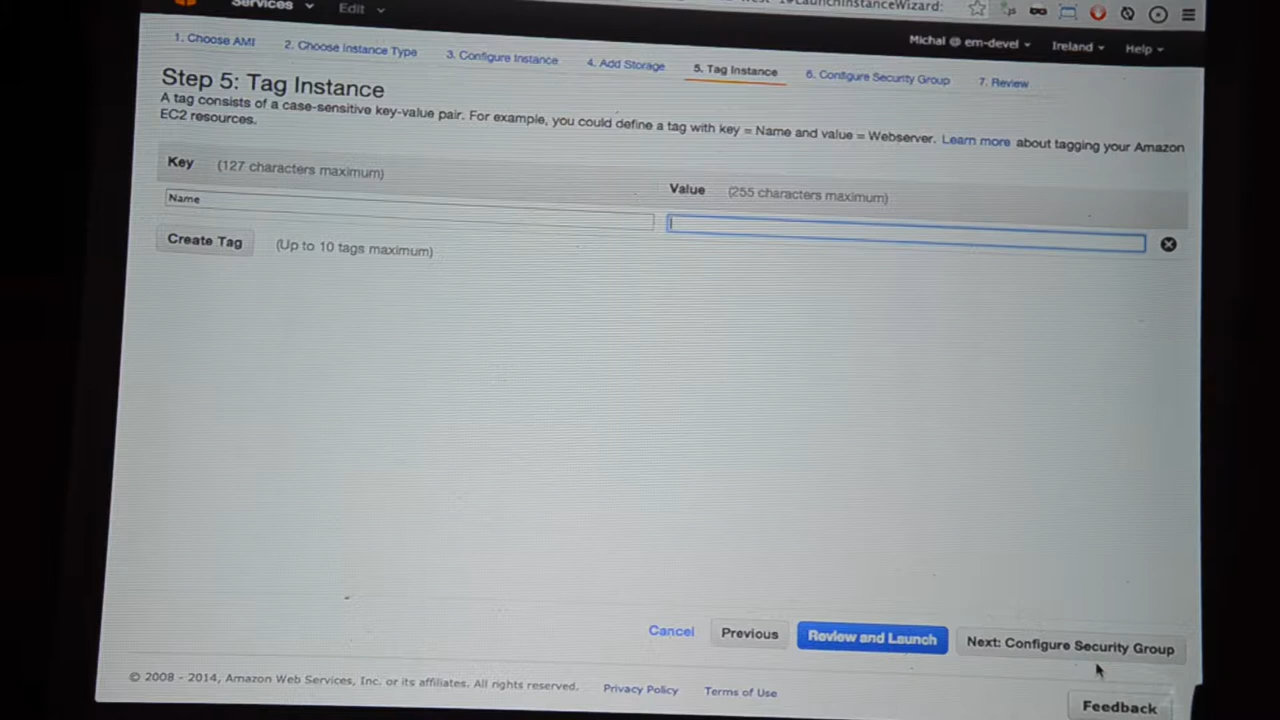 Services Edit LaunchInstanceWizard:
Michal @ em-devel Ireland Help
1. Choose AMI 2. Choose Instance Type 3. Configure Instance 4. Add Storage 5. Tag Instance 6. Configure Security Group 7. Review
Step 5: Tag Instance
A tag consists of a case-sensitive key-value pair. For example, you could define a tag with key = Name and value = Webserver. Learn more about tagging your Amazon
EC2 resources.
Key (127 characters maximum) Value (255 characters maximum)
Name
Create Tag (Up to 10 tags maximum)
Cancel Previous Review and Launch Next: Configure Security Group
© 2008 - 2014, Amazon Web Services, Inc. or its affiliates. All rights reserved. Privacy Policy Terms of Use
Feedback